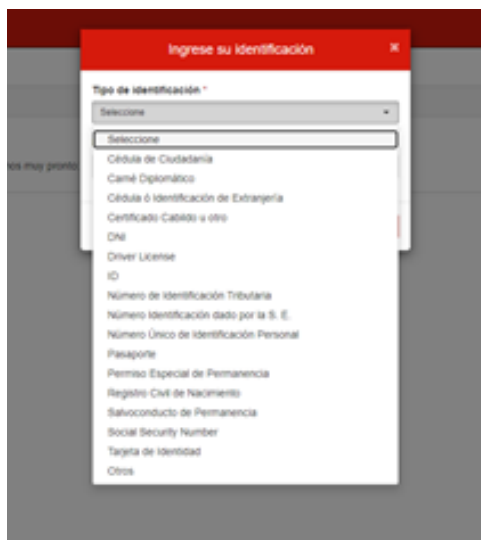 Ingrese su identificación ×
Tipo de identificación *
Seleccione
Seleccione
Cédula de Ciudadanía
Carné Diplomático
Cédula ó Identificación de Extranjería
Certificado Cabildo u otro
DNI
Driver License
ID
Número de Identificación Tributaria
Número Identificación dado por la S. E.
Número Único de Identificación Personal
Pasaporte
Permiso Especial de Permanencia
Registro Civil de Nacimiento
Salvoconducto de Permanencia
Social Security Number
Tarjeta de Identidad
Otros
muy pronto